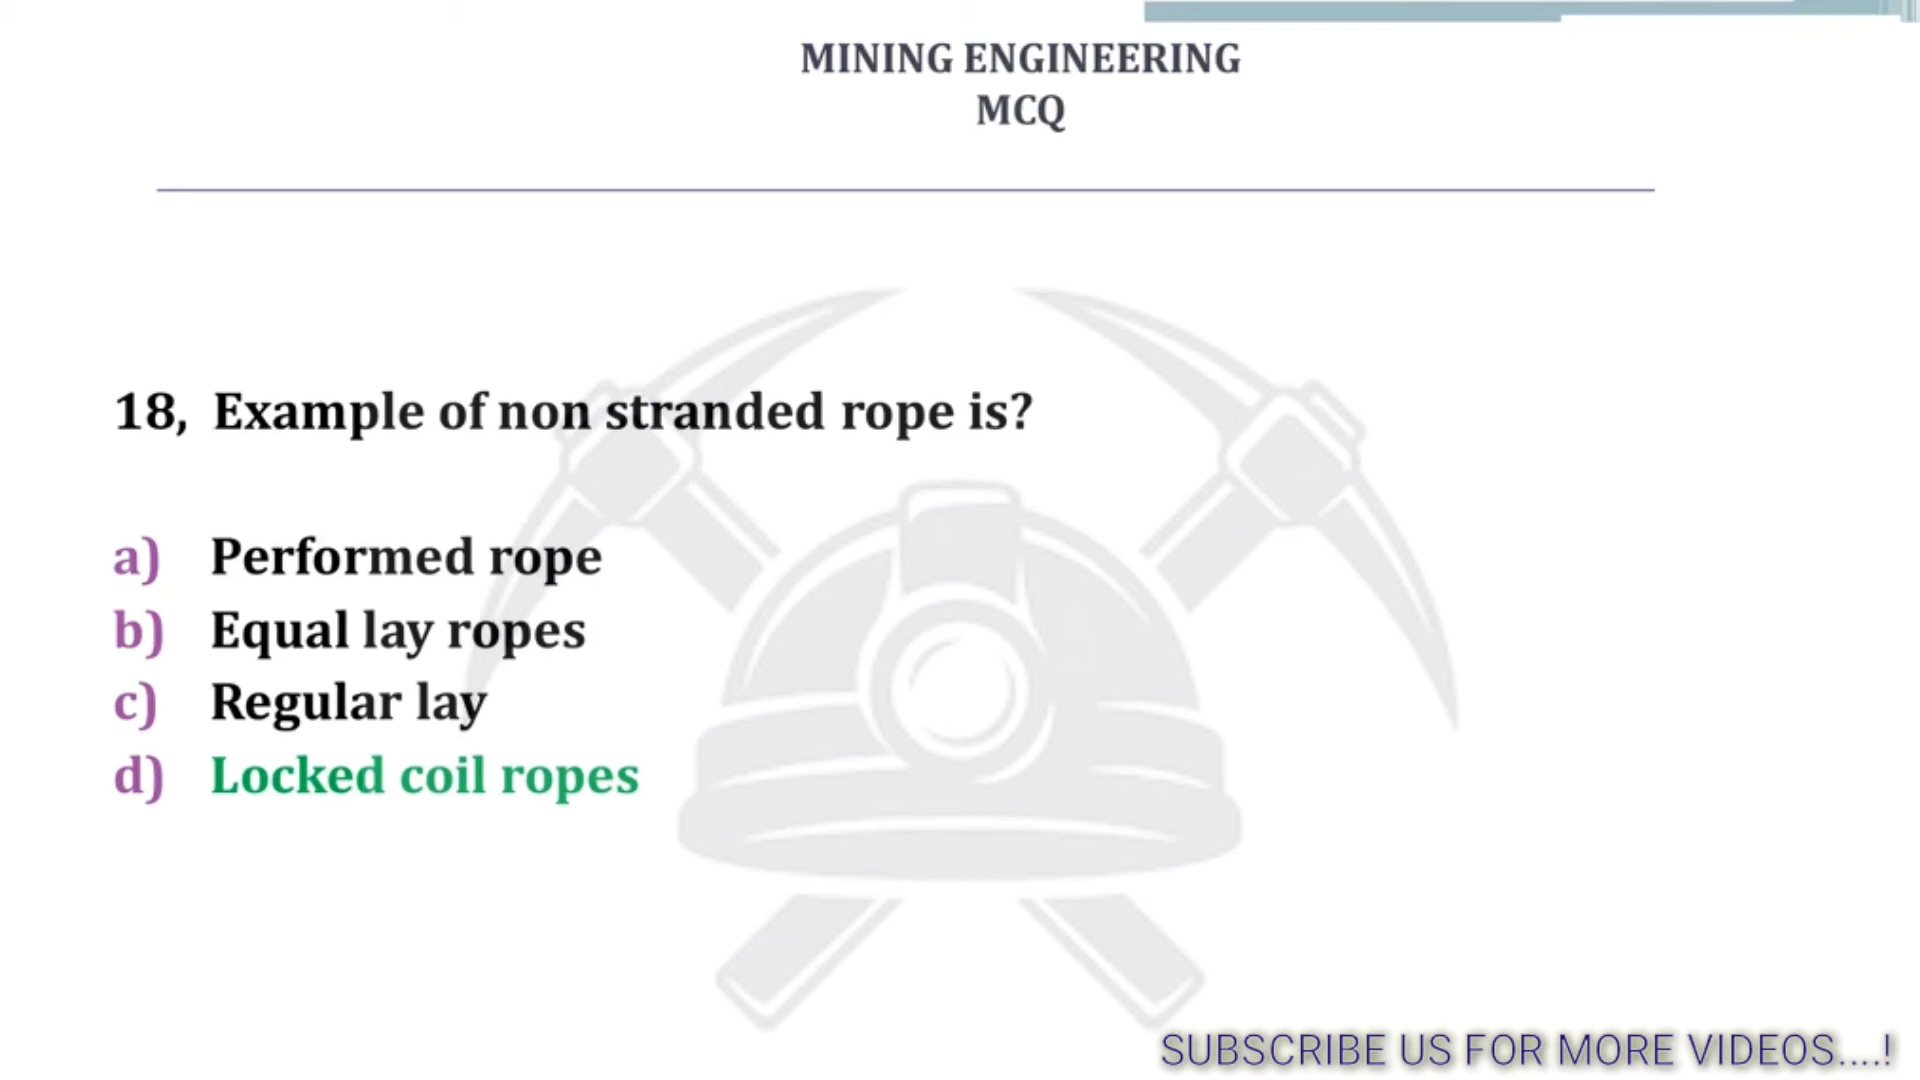 MINING ENGINEERING
MCQ
18, Example of non stranded rope is?
a) Performed rope
b) Equal lay ropes
c) Regular lay
d) Locked coil ropes
SUBSCRIBE US FOR MORE VIDEOS....!